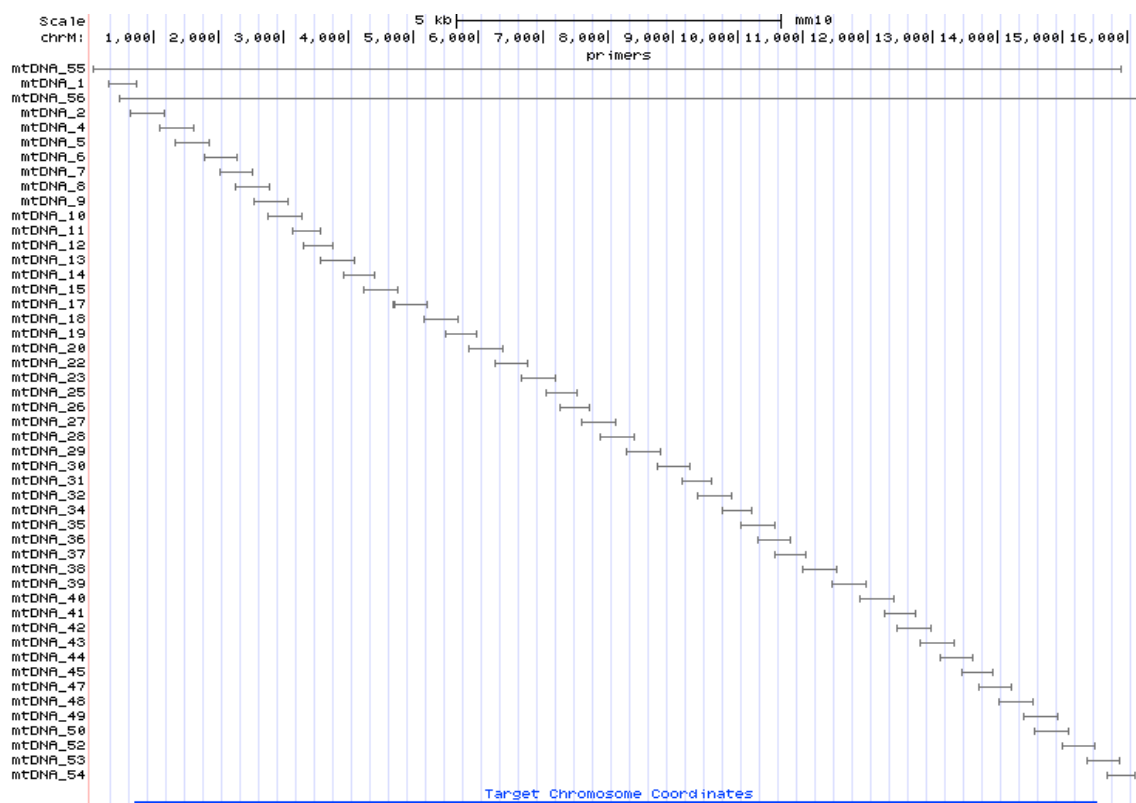 Scale 5 kb mm10
chrM: 1,000 2,000 3,000 4,000 5,000 6,000 7,000 8,000 9,000 10,000 11,000 12,000 13,000 14,000 15,000 16,000
primers
mtDNA_55
mtDNA_1
mtDNA_56
mtDNA_2
mtDNA_4
mtDNA_5
mtDNA_6
mtDNA_7
mtDNA_8
mtDNA_9
mtDNA_10
mtDNA_11
mtDNA_12
mtDNA_13
mtDNA_14
mtDNA_15
mtDNA_17
mtDNA_18
mtDNA_19
mtDNA_20
mtDNA_22
mtDNA_23
mtDNA_25
mtDNA_26
mtDNA_27
mtDNA_28
mtDNA_29
mtDNA_30
mtDNA_31
mtDNA_32
mtDNA_34
mtDNA_35
mtDNA_36
mtDNA_37
mtDNA_38
mtDNA_39
mtDNA_40
mtDNA_41
mtDNA_42
mtDNA_43
mtDNA_44
mtDNA_45
mtDNA_47
mtDNA_48
mtDNA_49
mtDNA_50
mtDNA_52
mtDNA_53
mtDNA_54
Target Chromosome Coordinates